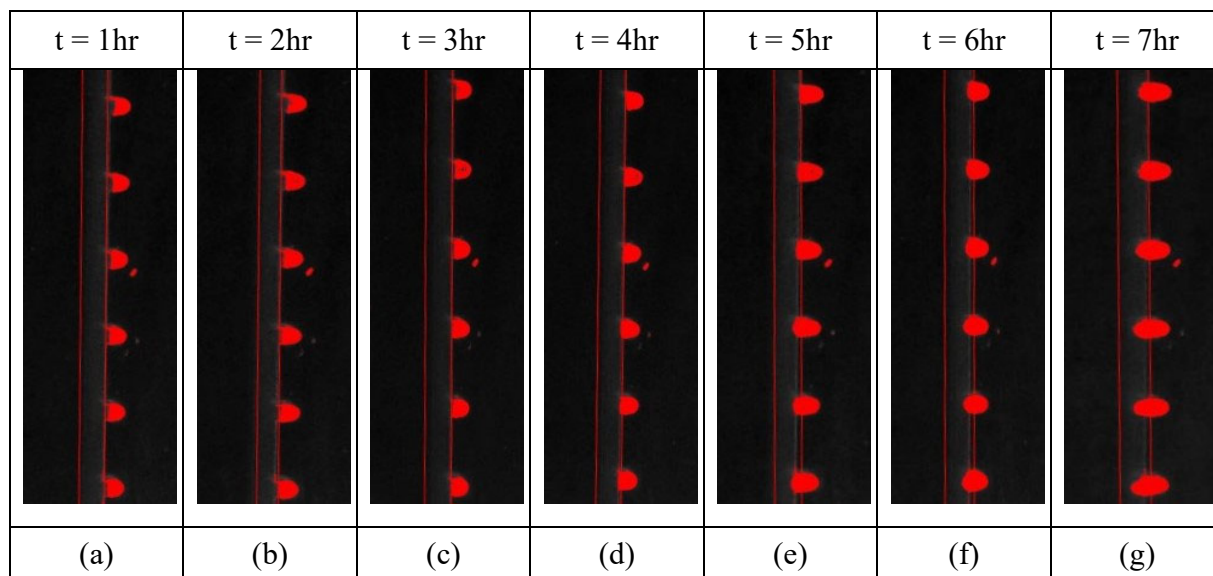 t = 1hr t = 2hr t = 3hr t = 4hr t = 5hr t = 6hr t = 7hr
(a) (b) (c) (d) (e) (f) (g)